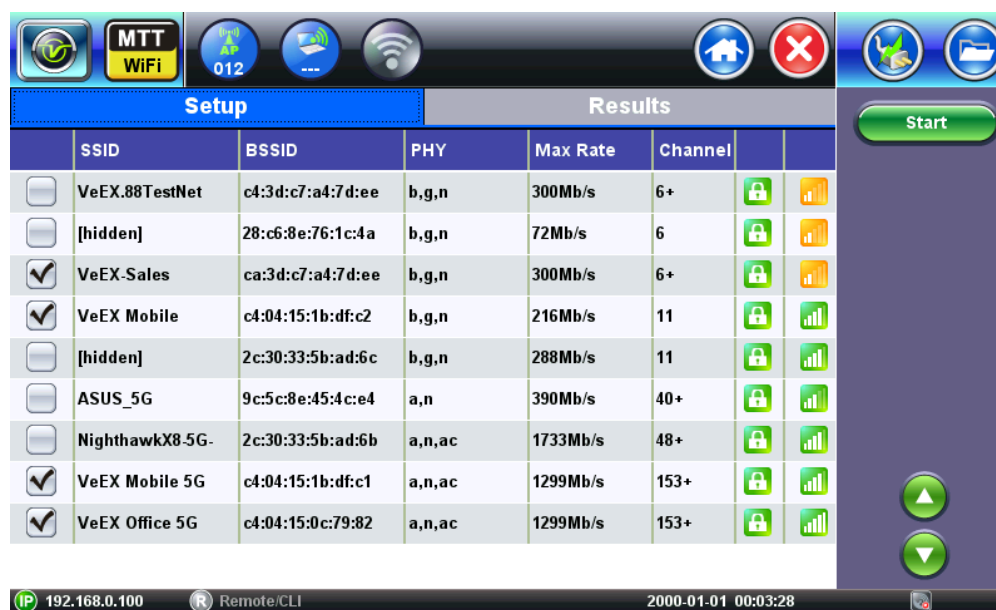 MTT
WiFi
AP
012
---
Setup
Results
Start
SSID BSSID PHY Max Rate Channel
VeEX.88TestNet c4:3d:c7:a4:7d:ee b,g,n 300Mb/s 6+
[hidden] 28:c6:8e:76:1c:4a b,g,n 72Mb/s 6
VeEX-Sales ca:3d:c7:a4:7d:ee b,g,n 300Mb/s 6+
VeEX Mobile c4:04:15:1b:df:c2 b,g,n 216Mb/s 11
[hidden] 2c:30:33:5b:ad:6c b,g,n 288Mb/s 11
ASUS_5G 9c:5c:8e:45:4c:e4 a,n 390Mb/s 40+
NighthawkX8-5G- 2c:30:33:5b:ad:6b a,n,ac 1733Mb/s 48+
VeEX Mobile 5G c4:04:15:1b:df:c1 a,n,ac 1299Mb/s 153+
VeEX Office 5G c4:04:15:0c:79:82 a,n,ac 1299Mb/s 153+
IP 192.168.0.100 R Remote/CLI 2000-01-01 00:03:28